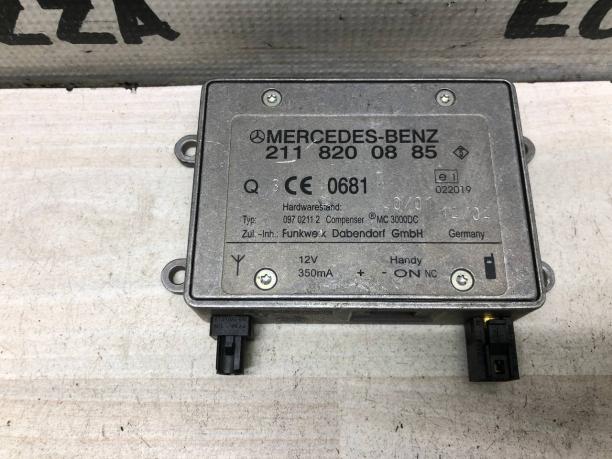 ZZA
MERCEDES-BENZ
211 820 08 85
Q CE 0681 e1
022019
Hardwarestand:
Typ: 097 0211 2 Compenser ® MC 3000DC
Zul.-Inh.: Funkwerk Dabendorf GmbH Germany
12V Handy
350mA + - ON NC